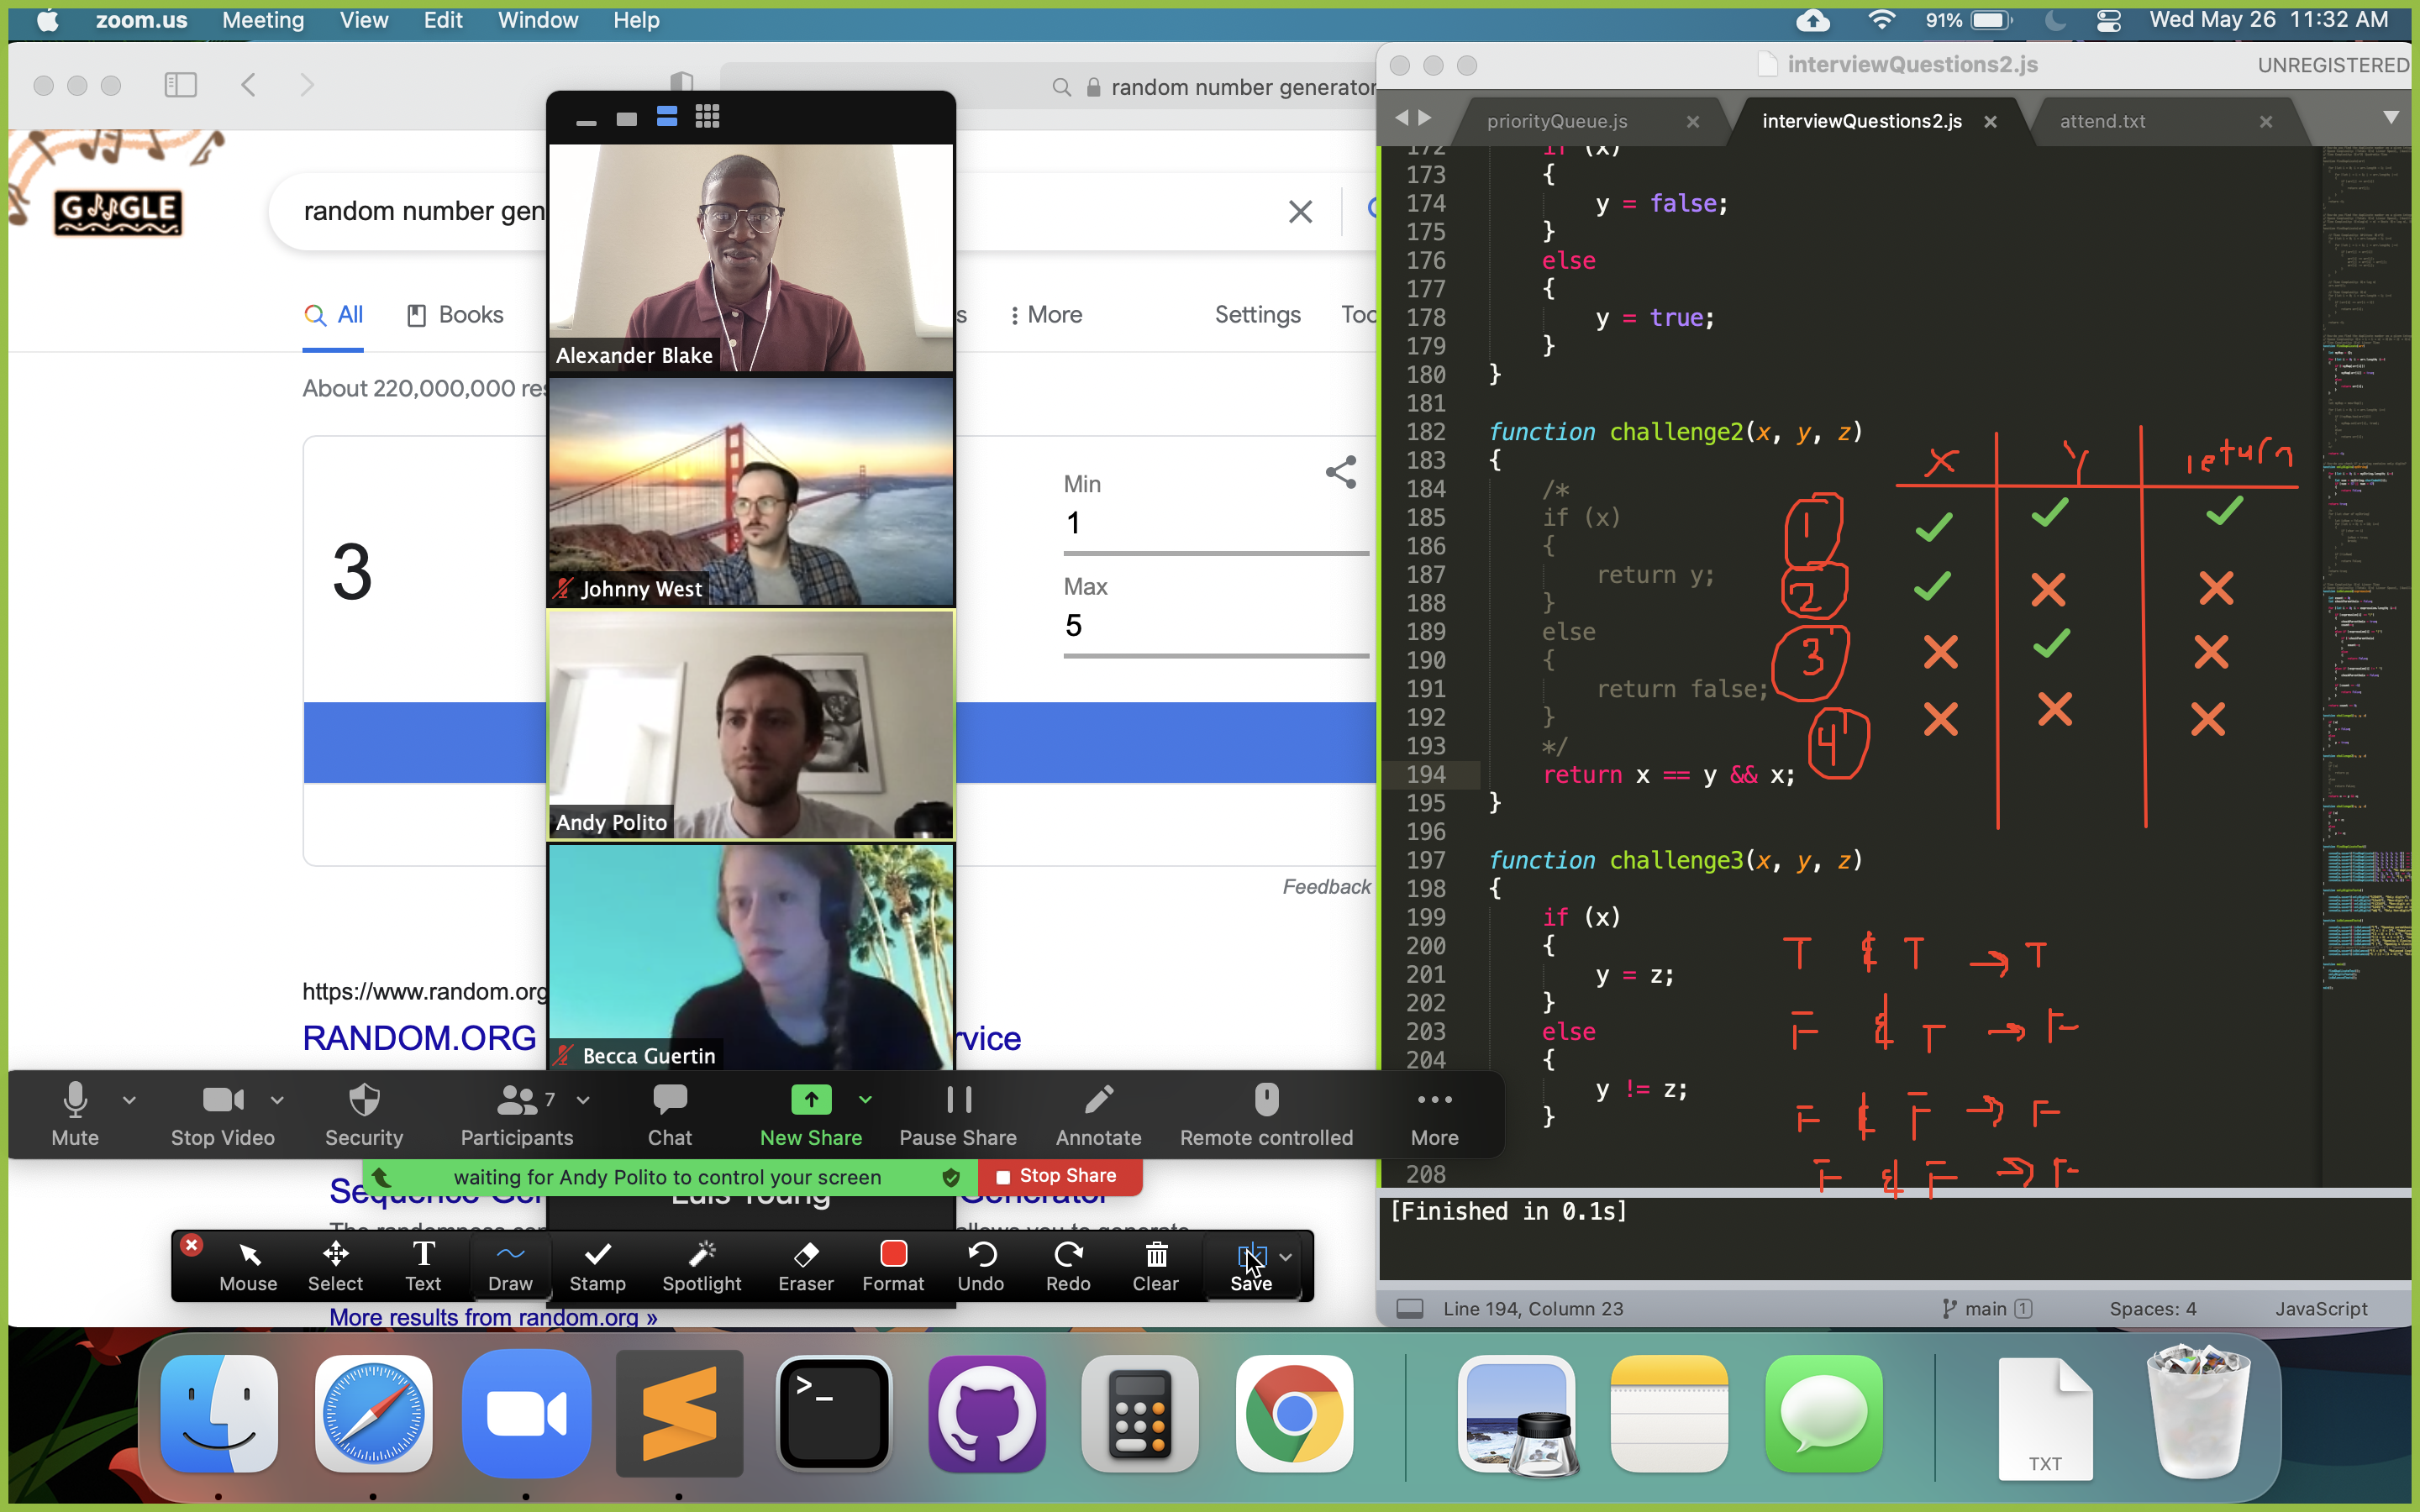 zoom.us Meeting View Edit Window Help 91% Wed May 26 11:32 AM
random number generator
GOOGLE
random number gen
All Books s More Settings Too
About 220,000,000 res
3
Min
1
Max
5
Feedback
https://www.random.org
RANDOM.ORG rvice
More results from random.org »
Alexander Blake
Johnny West
Andy Polito
Becca Guertin
Luis Young
interviewQuestions2.js UNREGISTERED
priorityQueue.js interviewQuestions2.js attend.txt
172 if (x)
173 {
174 y = false;
175 }
176 else
177 {
178 y = true;
179 }
180 }
181
182 function challenge2(x, y, z)
183 {
184 /*
185 if (x)
186 {
187 return y;
188 }
189 else
190 {
191 return false;
192 }
193 */
194 return x == y && x;
195 }
196
197 function challenge3(x, y, z)
198 {
199 if (x)
200 {
201 y = z;
202 }
203 else
204 {
y != z;
}
208
X Y return
1
2
3
4
T & T → T
F & T → F
F & F → F
F & F → F
[Finished in 0.1s]
Line 194, Column 23 main 1 Spaces: 4 JavaScript
Mute Stop Video Security Participants 7 Chat New Share Pause Share Annotate Remote controlled More
waiting for Andy Polito to control your screen Stop Share
Mouse Select Text Draw Stamp Spotlight Eraser Format Undo Redo Clear Save
TXT